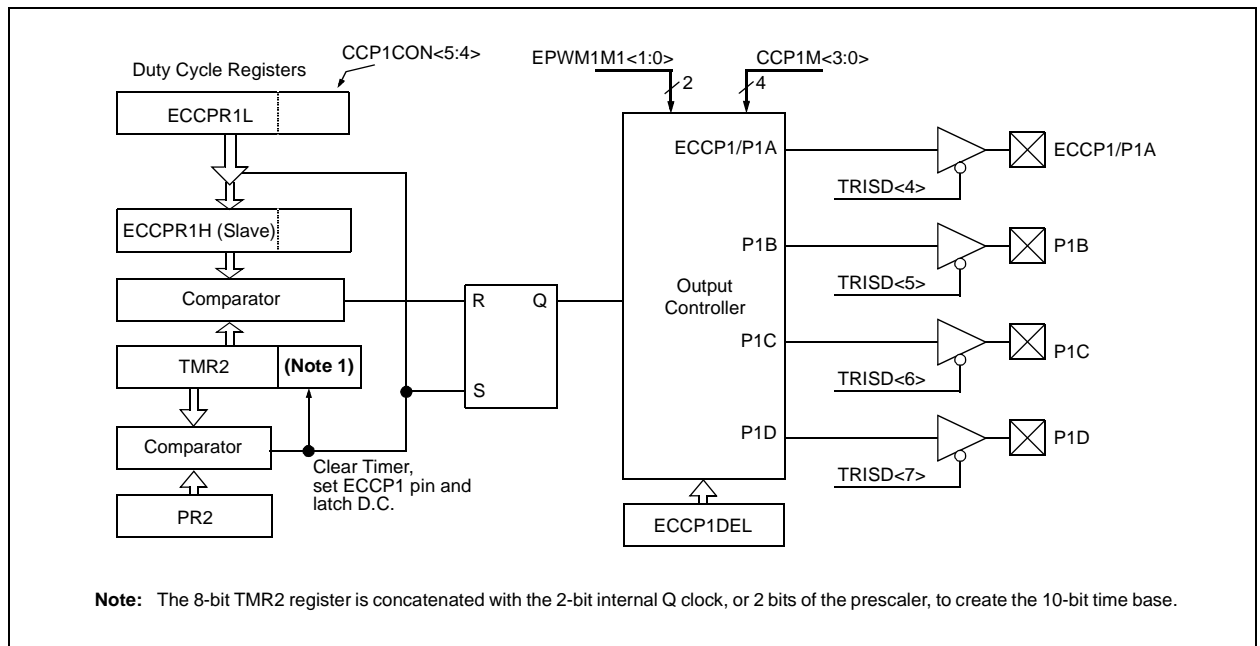 CCP1CON<5:4>
Duty Cycle Registers
ECCPR1L
ECCPR1H (Slave)
Comparator
TMR2
(Note 1)
Comparator
PR2
Clear Timer,
set ECCP1 pin and
latch D.C.
R
Q
S
EPWM1M1<1:0>
2
CCP1M<3:0>
4
Output
Controller
ECCP1/P1A
P1B
P1C
P1D
ECCP1DEL
TRISD<4>
ECCP1/P1A
TRISD<5>
P1B
TRISD<6>
P1C
TRISD<7>
P1D
Note: The 8-bit TMR2 register is concatenated with the 2-bit internal Q clock, or 2 bits of the prescaler, to create the 10-bit time base.